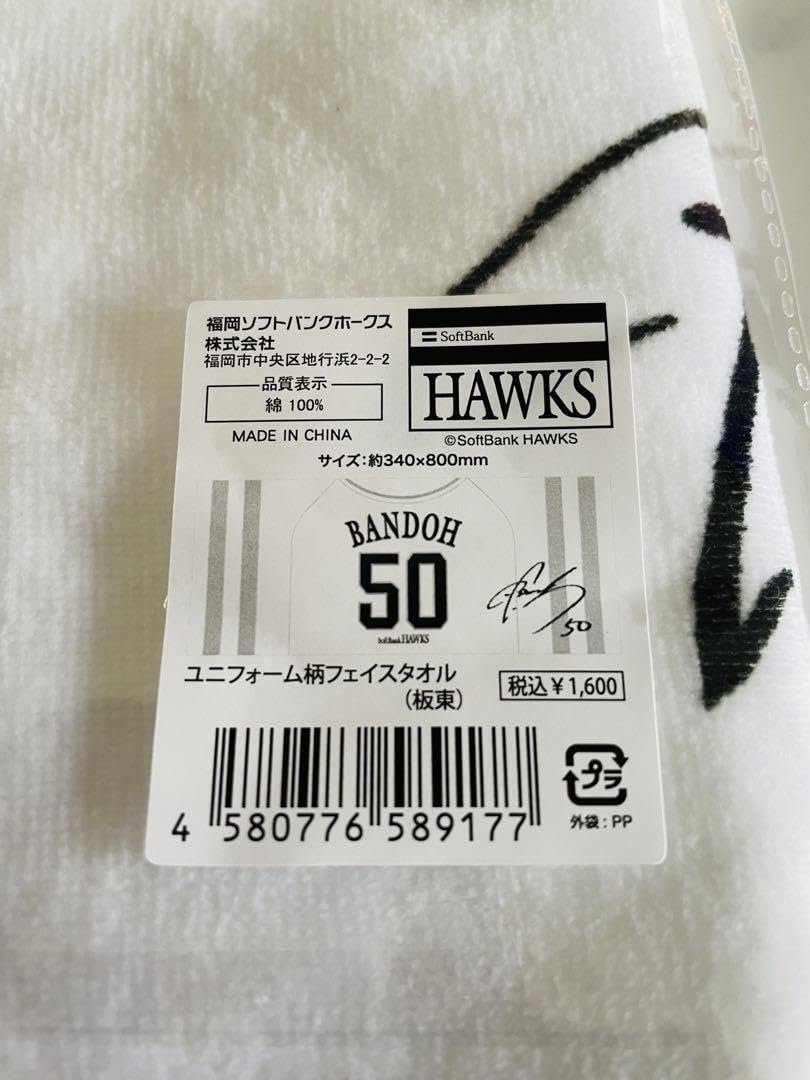 福岡ソフトバンクホークス
株式会社
福岡市中央区地行浜2-2-2
品質表示
綿 100%
MADE IN CHINA
SoftBank
HAWKS
©SoftBank HAWKS
サイズ:約340×800mm
BANDOH
50
SoftBank HAWKS
50
ユニフォーム柄フェイスタオル
(板東)
税込¥1,600
4 580776 589177
プラ
外袋:PP